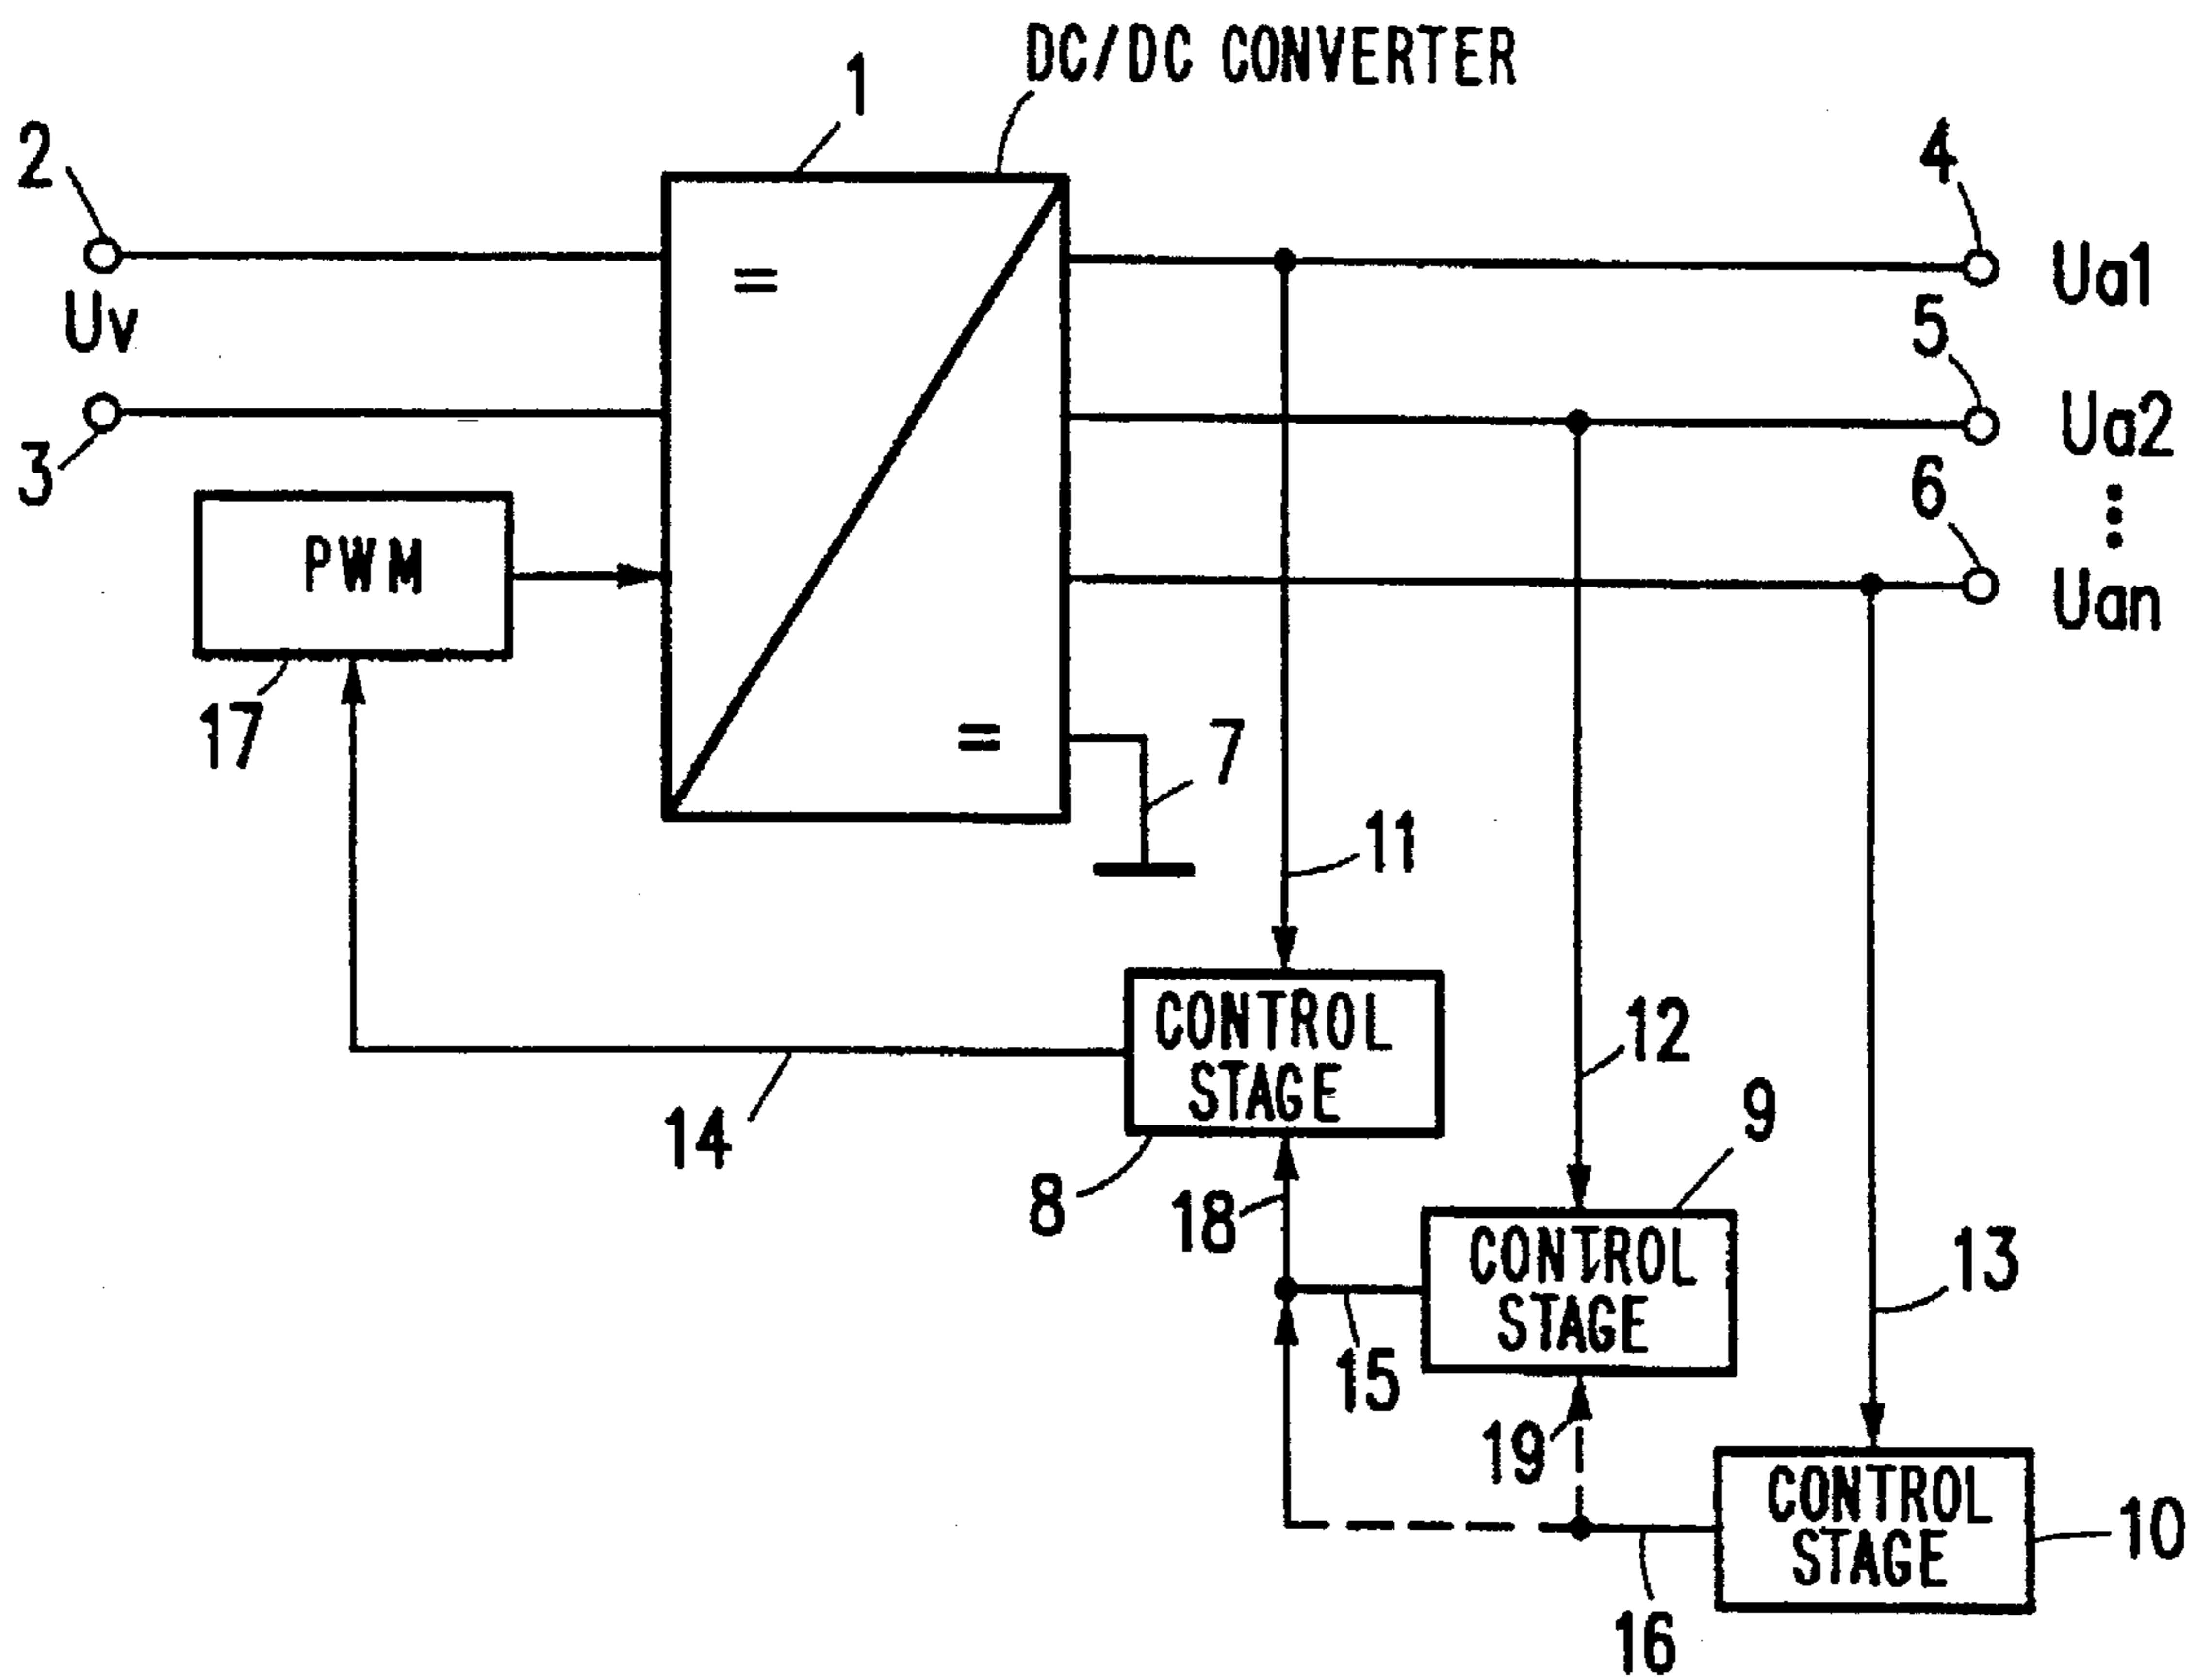 DC/DC CONVERTER
1
2
4
=
Ua1
Uv
5
Ua2
3
6
PWM
Uan
17
=
7
11
CONTROL
STAGE
12
14
9
8
18
CONTROL
STAGE
13
15
19
CONTROL
STAGE
10
16